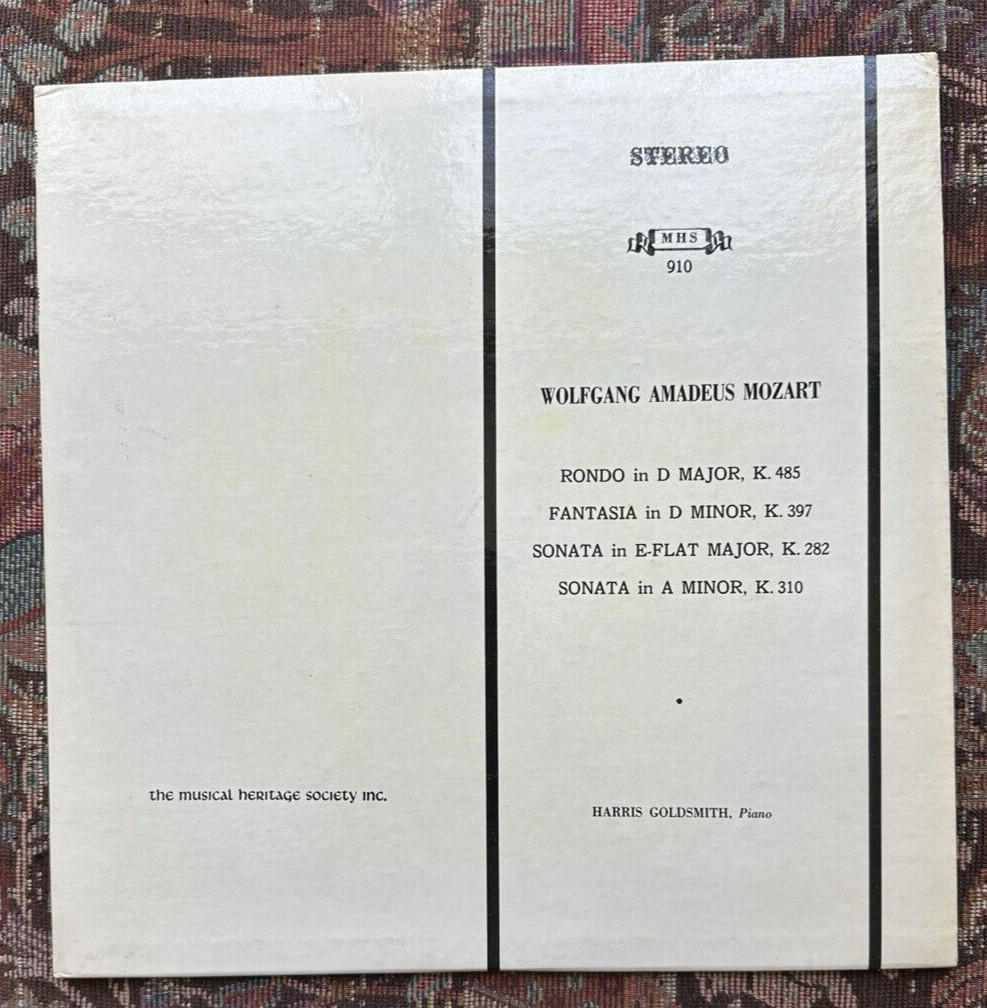 STEREO
MHS
910
WOLFGANG AMADEUS MOZART
RONDO in D MAJOR, K. 485
FANTASIA in D MINOR, K. 397
SONATA in E-FLAT MAJOR, K. 282
SONATA in A MINOR, K. 310
the musical heritage society inc.
HARRIS GOLDSMITH, Piano